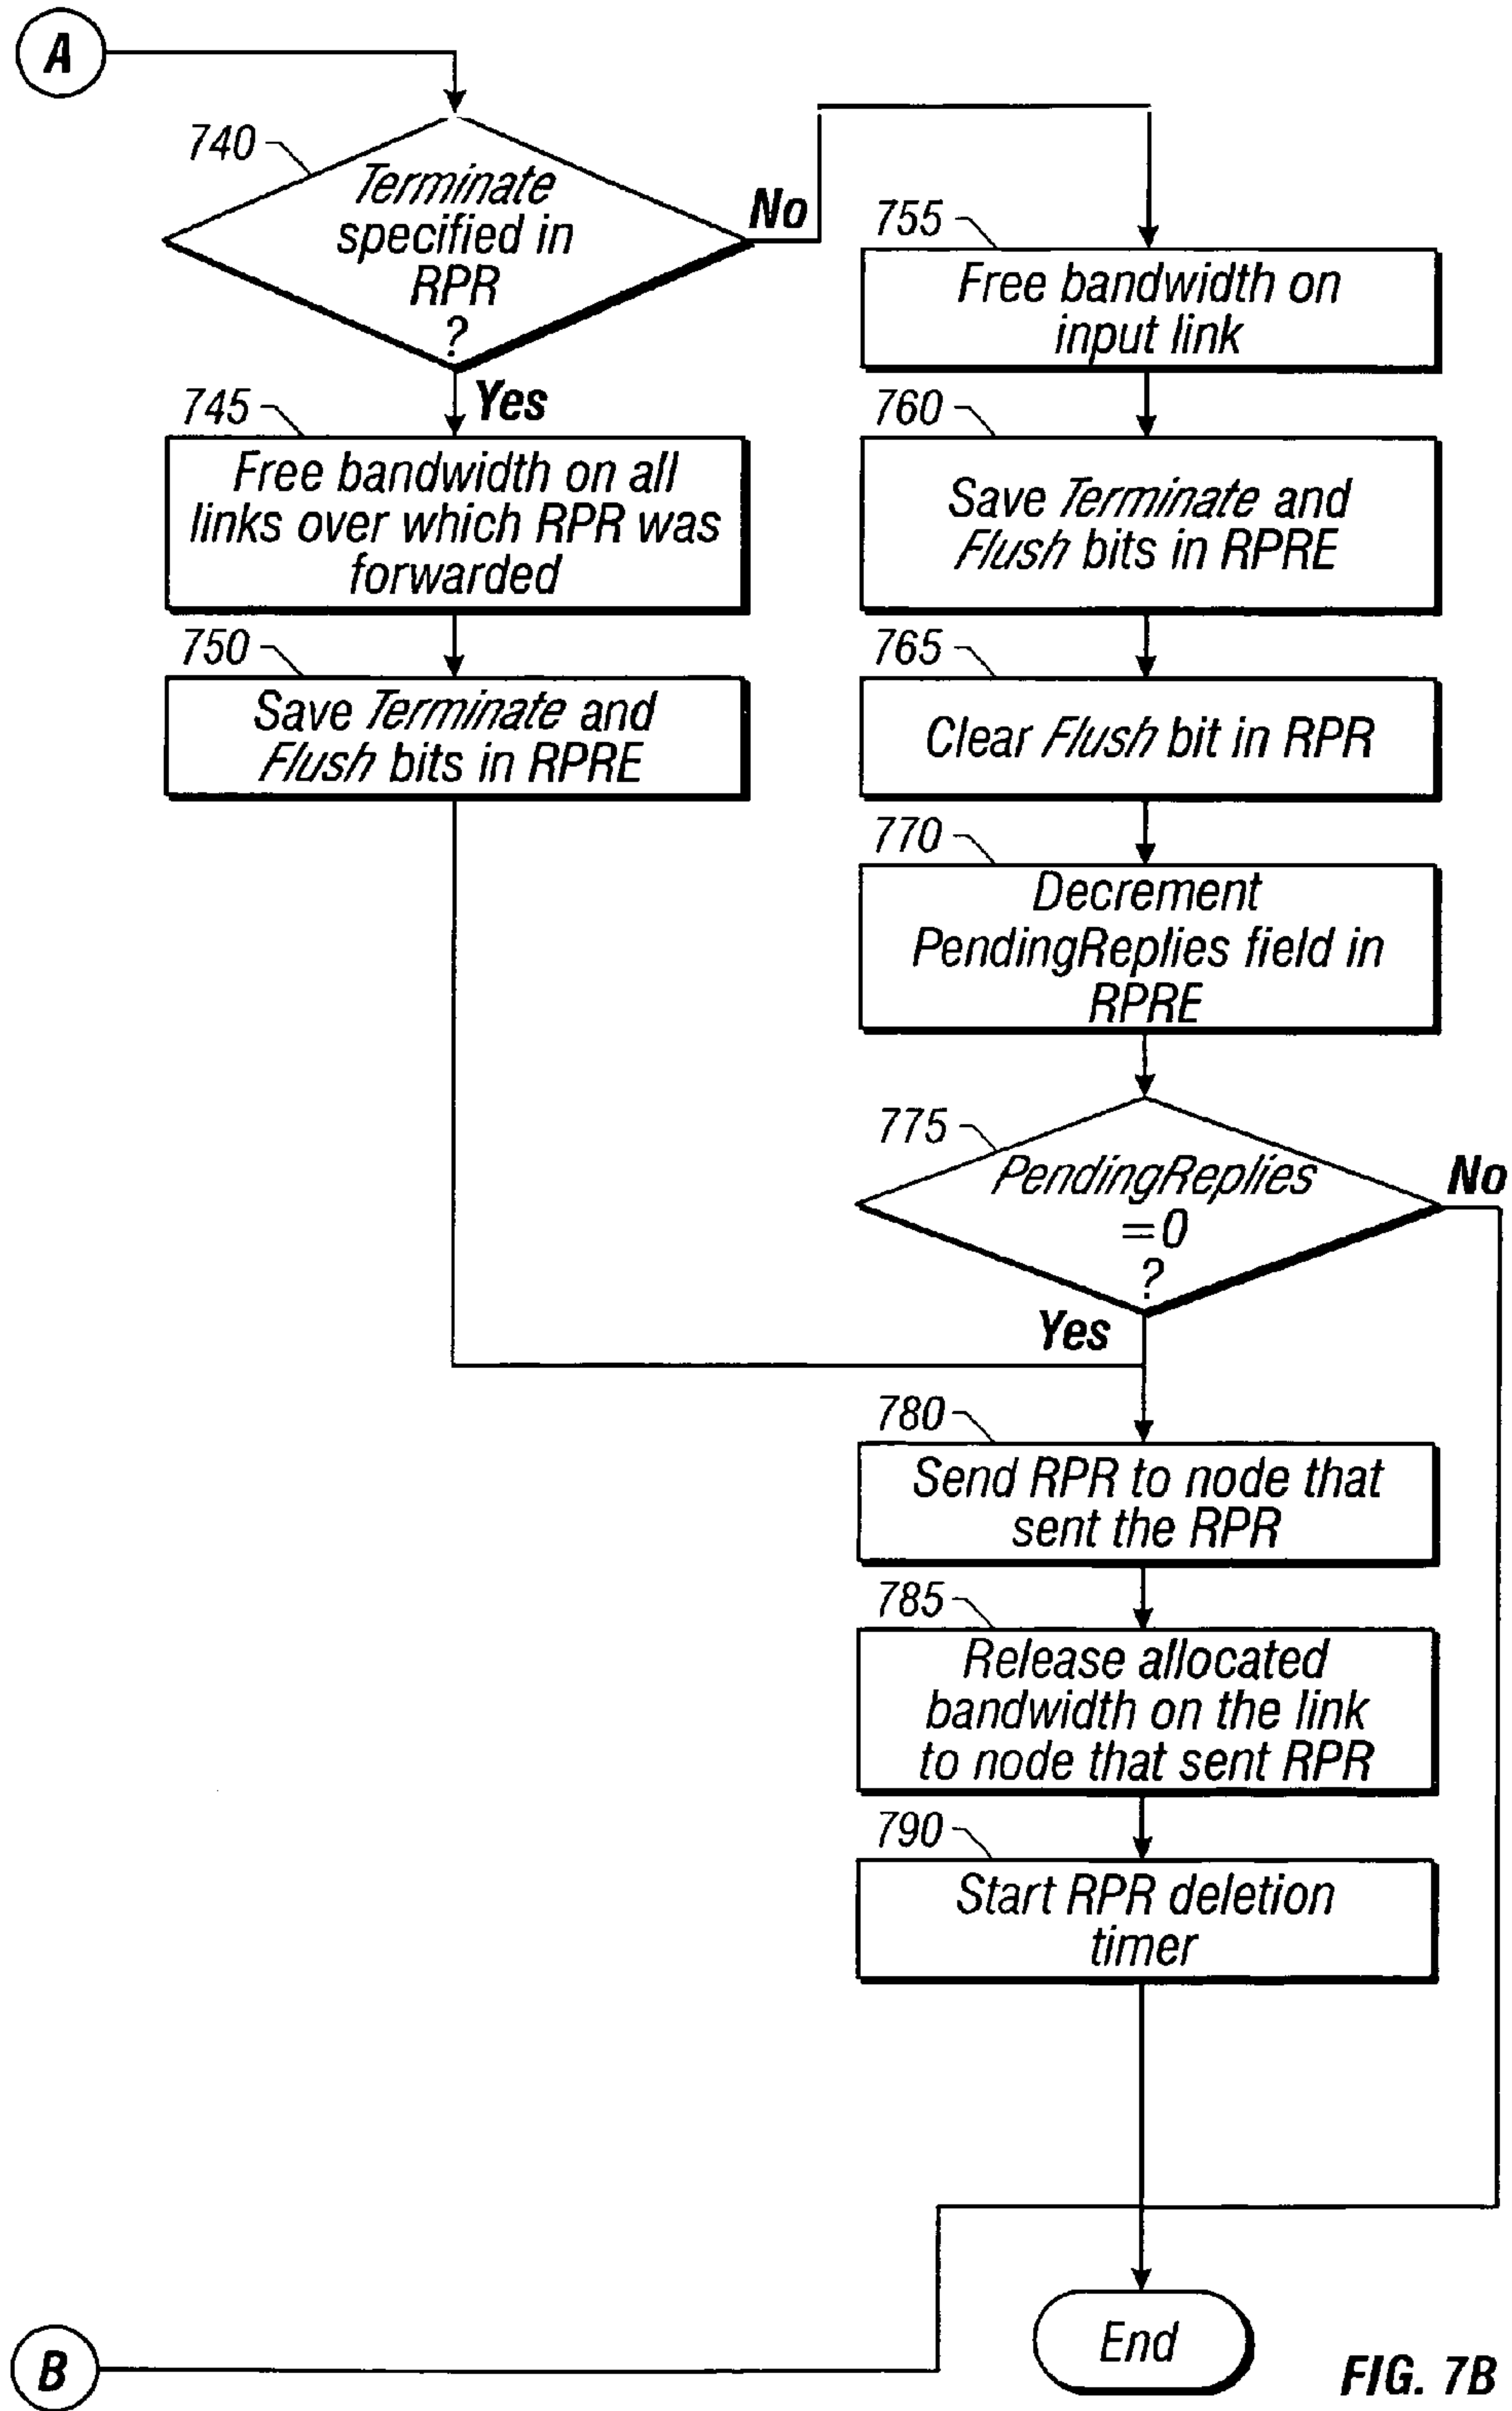 A
740
Terminate
specified in
RPR
?
No
Yes
745
Free bandwidth on all
links over which RPR was
forwarded
750
Save Terminate and
Flush bits in RPRE
755
Free bandwidth on
input link
760
Save Terminate and
Flush bits in RPRE
765
Clear Flush bit in RPR
770
Decrement
PendingReplies field in
RPRE
775
PendingReplies
=0
?
No
Yes
780
Send RPR to node that
sent the RPR
785
Release allocated
bandwidth on the link
to node that sent RPR
790
Start RPR deletion
timer
End
B
FIG. 7B